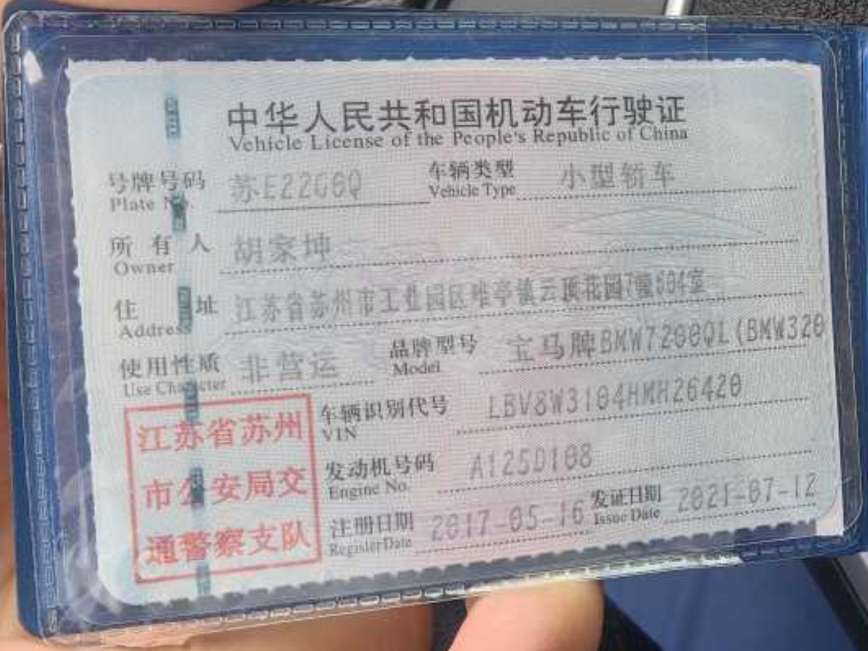 中华人民共和国机动车行驶证
Vehicle License of the People's Republic of China
号牌号码 苏E22G8Q 车辆类型 小型轿车
Plate No. Vehicle Type
所有人 胡家坤
Owner
住址 江苏省苏州市工业园区唯亭镇云顶花园7幢504室
Address
使用性质 非营运 品牌型号 宝马牌BMW7200QL(BMW320
Use Character Model
江苏省苏州市公安局交通警察支队
车辆识别代号 LBV8W3104HMH26420
VIN
发动机号码 A125D108
Engine No.
注册日期 2017-05-16 发证日期 2021-07-12
Register Date Issue Date